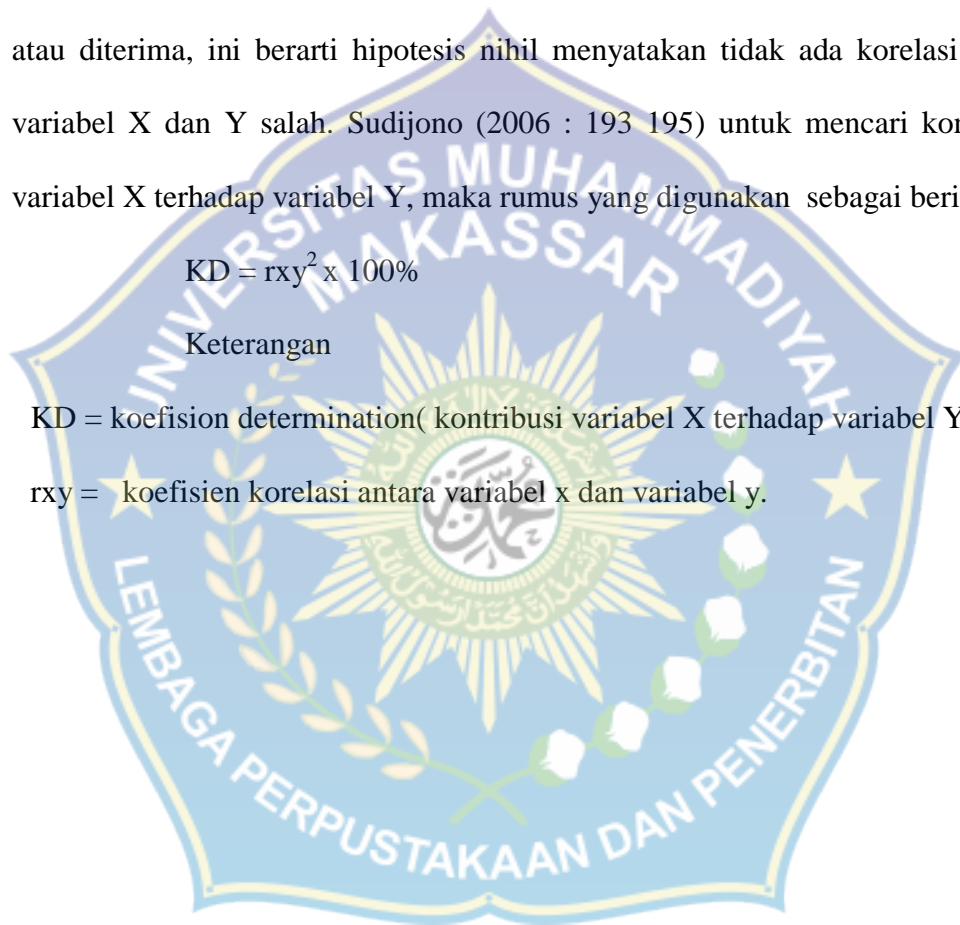 atau diterima, ini berarti hipotesis nihil menyatakan tidak ada korelasi
variabel X dan Y salah. Sudijono (2006 : 193 195) untuk mencari kor
variabel X terhadap variabel Y, maka rumus yang digunakan sebagai beri
KD = rxy² x 100%
Keterangan
KD = koefision determination( kontribusi variabel X terhadap variabel Y
rxy = koefisien korelasi antara variabel x dan variabel y.
UNIVERSITAS MUHAMMADIYAH
MAKASSAR
LEMBAGA PERPUSTAKAAN DAN PENERBITAN